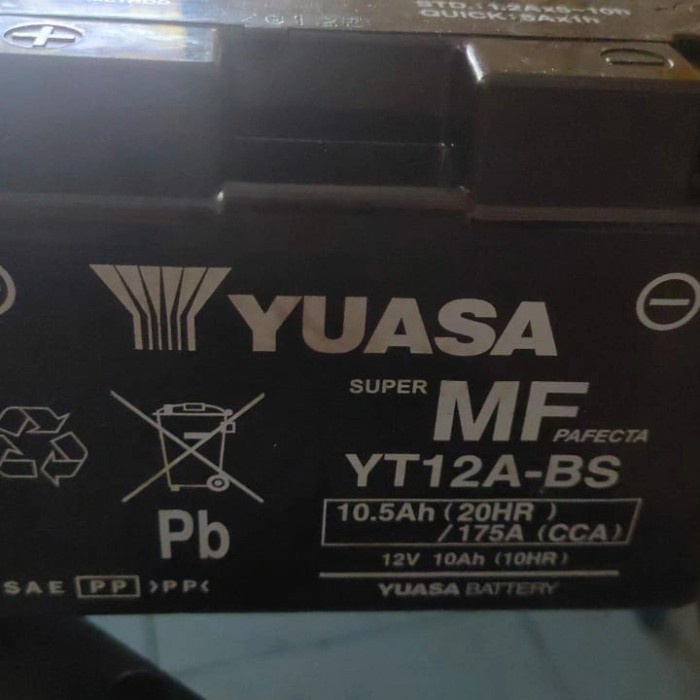 STD.:1.2Ax5~10h
QUICK:5Ax1h
YUASA
SUPER MF
PAFECTA
YT12A-BS
10.5Ah (20HR)
/175A (CCA)
12V 10Ah (10HR)
Pb
SAE PP >PP<
YUASA BATTERY